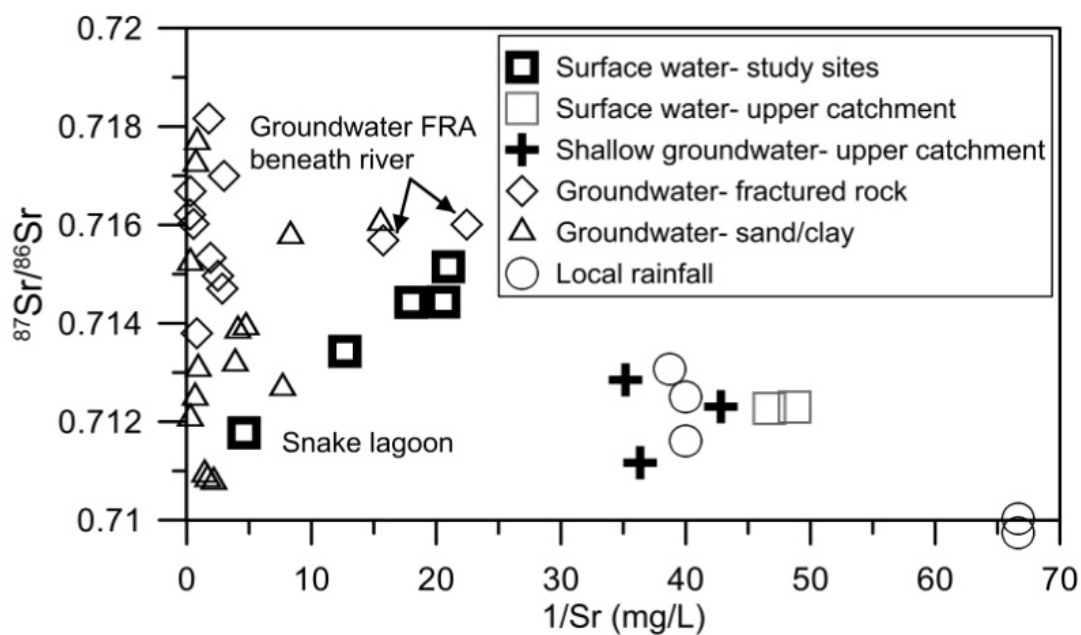 0.72
0.718
0.716
0.714
0.712
0.71
⁸⁷Sr/⁸⁶Sr
Groundwater FRA
beneath river
Snake lagoon
Surface water- study sites
Surface water- upper catchment
Shallow groundwater- upper catchment
Groundwater- fractured rock
Groundwater- sand/clay
Local rainfall
0 10 20 30 40 50 60 70
1/Sr (mg/L)